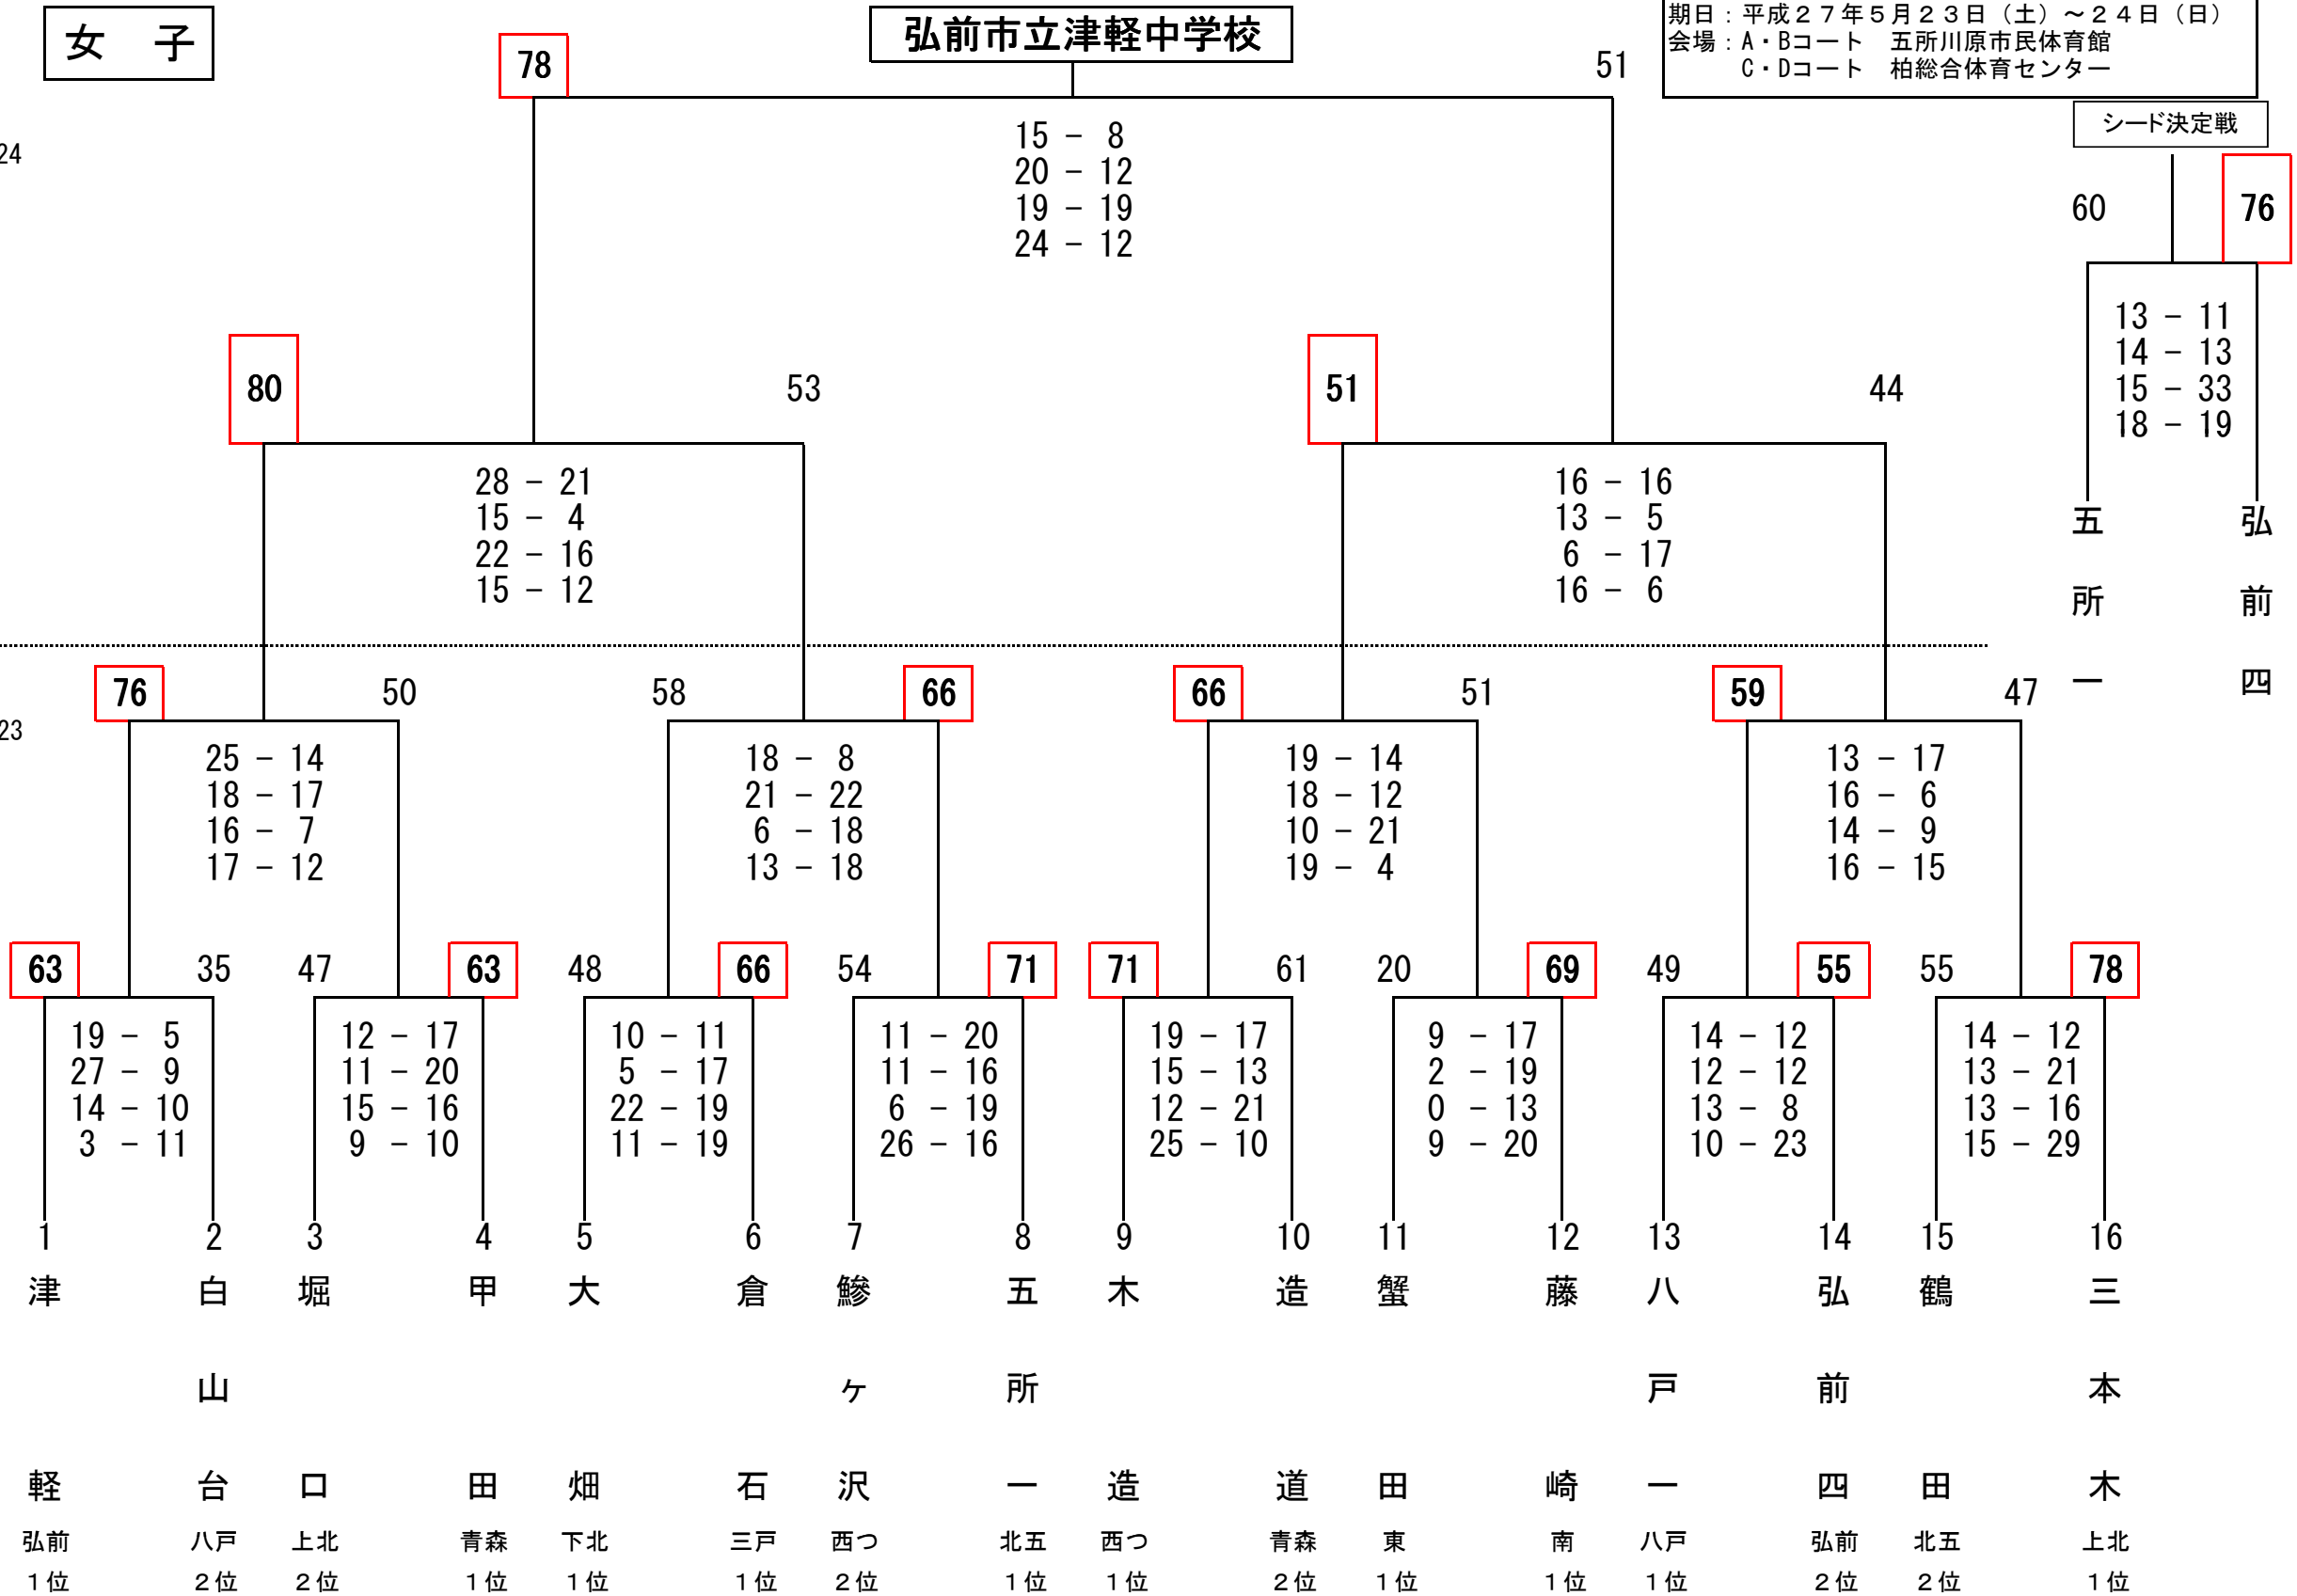 女　子
弘前市立津軽中学校
期日：平成２７年５月２３日（土）～２４日（日）
会場：A・Bコート　五所川原市民体育館
C・Dコート　柏総合体育センター
78
51
シード決定戦
24
15 － 8
20 － 12
19 － 19
24 － 12
60
76
13 － 11
14 － 13
15 － 33
18 － 19
五所一
弘前四
80
53
51
44
28 － 21
15 － 4
22 － 16
15 － 12
16 － 16
13 － 5
6 － 17
16 － 6
23
76
50
58
66
66
51
59
47
25 － 14
18 － 17
16 － 7
17 － 12
18 － 8
21 － 22
6 － 18
13 － 18
19 － 14
18 － 12
10 － 21
19 － 4
13 － 17
16 － 6
14 － 9
16 － 15
63
35
47
63
48
66
54
71
71
61
20
69
49
55
55
78
19 － 5
27 － 9
14 － 10
3 － 11
12 － 17
11 － 20
15 － 16
9 － 10
10 － 11
5 － 17
22 － 19
11 － 19
11 － 20
11 － 16
6 － 19
26 － 16
19 － 17
15 － 13
12 － 21
25 － 10
9 － 17
2 － 19
0 － 13
9 － 20
14 － 12
12 － 12
13 － 8
10 － 23
14 － 12
13 － 21
13 － 16
15 － 29
1
津軽
弘前
１位
2
白山台
八戸
２位
3
堀口
上北
２位
4
甲田
青森
１位
5
大畑
下北
１位
6
倉石
三戸
１位
7
鰺ヶ沢
西つ
２位
8
五所一
北五
１位
9
木造
西つ
１位
10
造道
青森
２位
11
蟹田
東
１位
12
藤崎
南
１位
13
八戸一
八戸
１位
14
弘前四
弘前
２位
15
鶴田
北五
２位
16
三本木
上北
１位